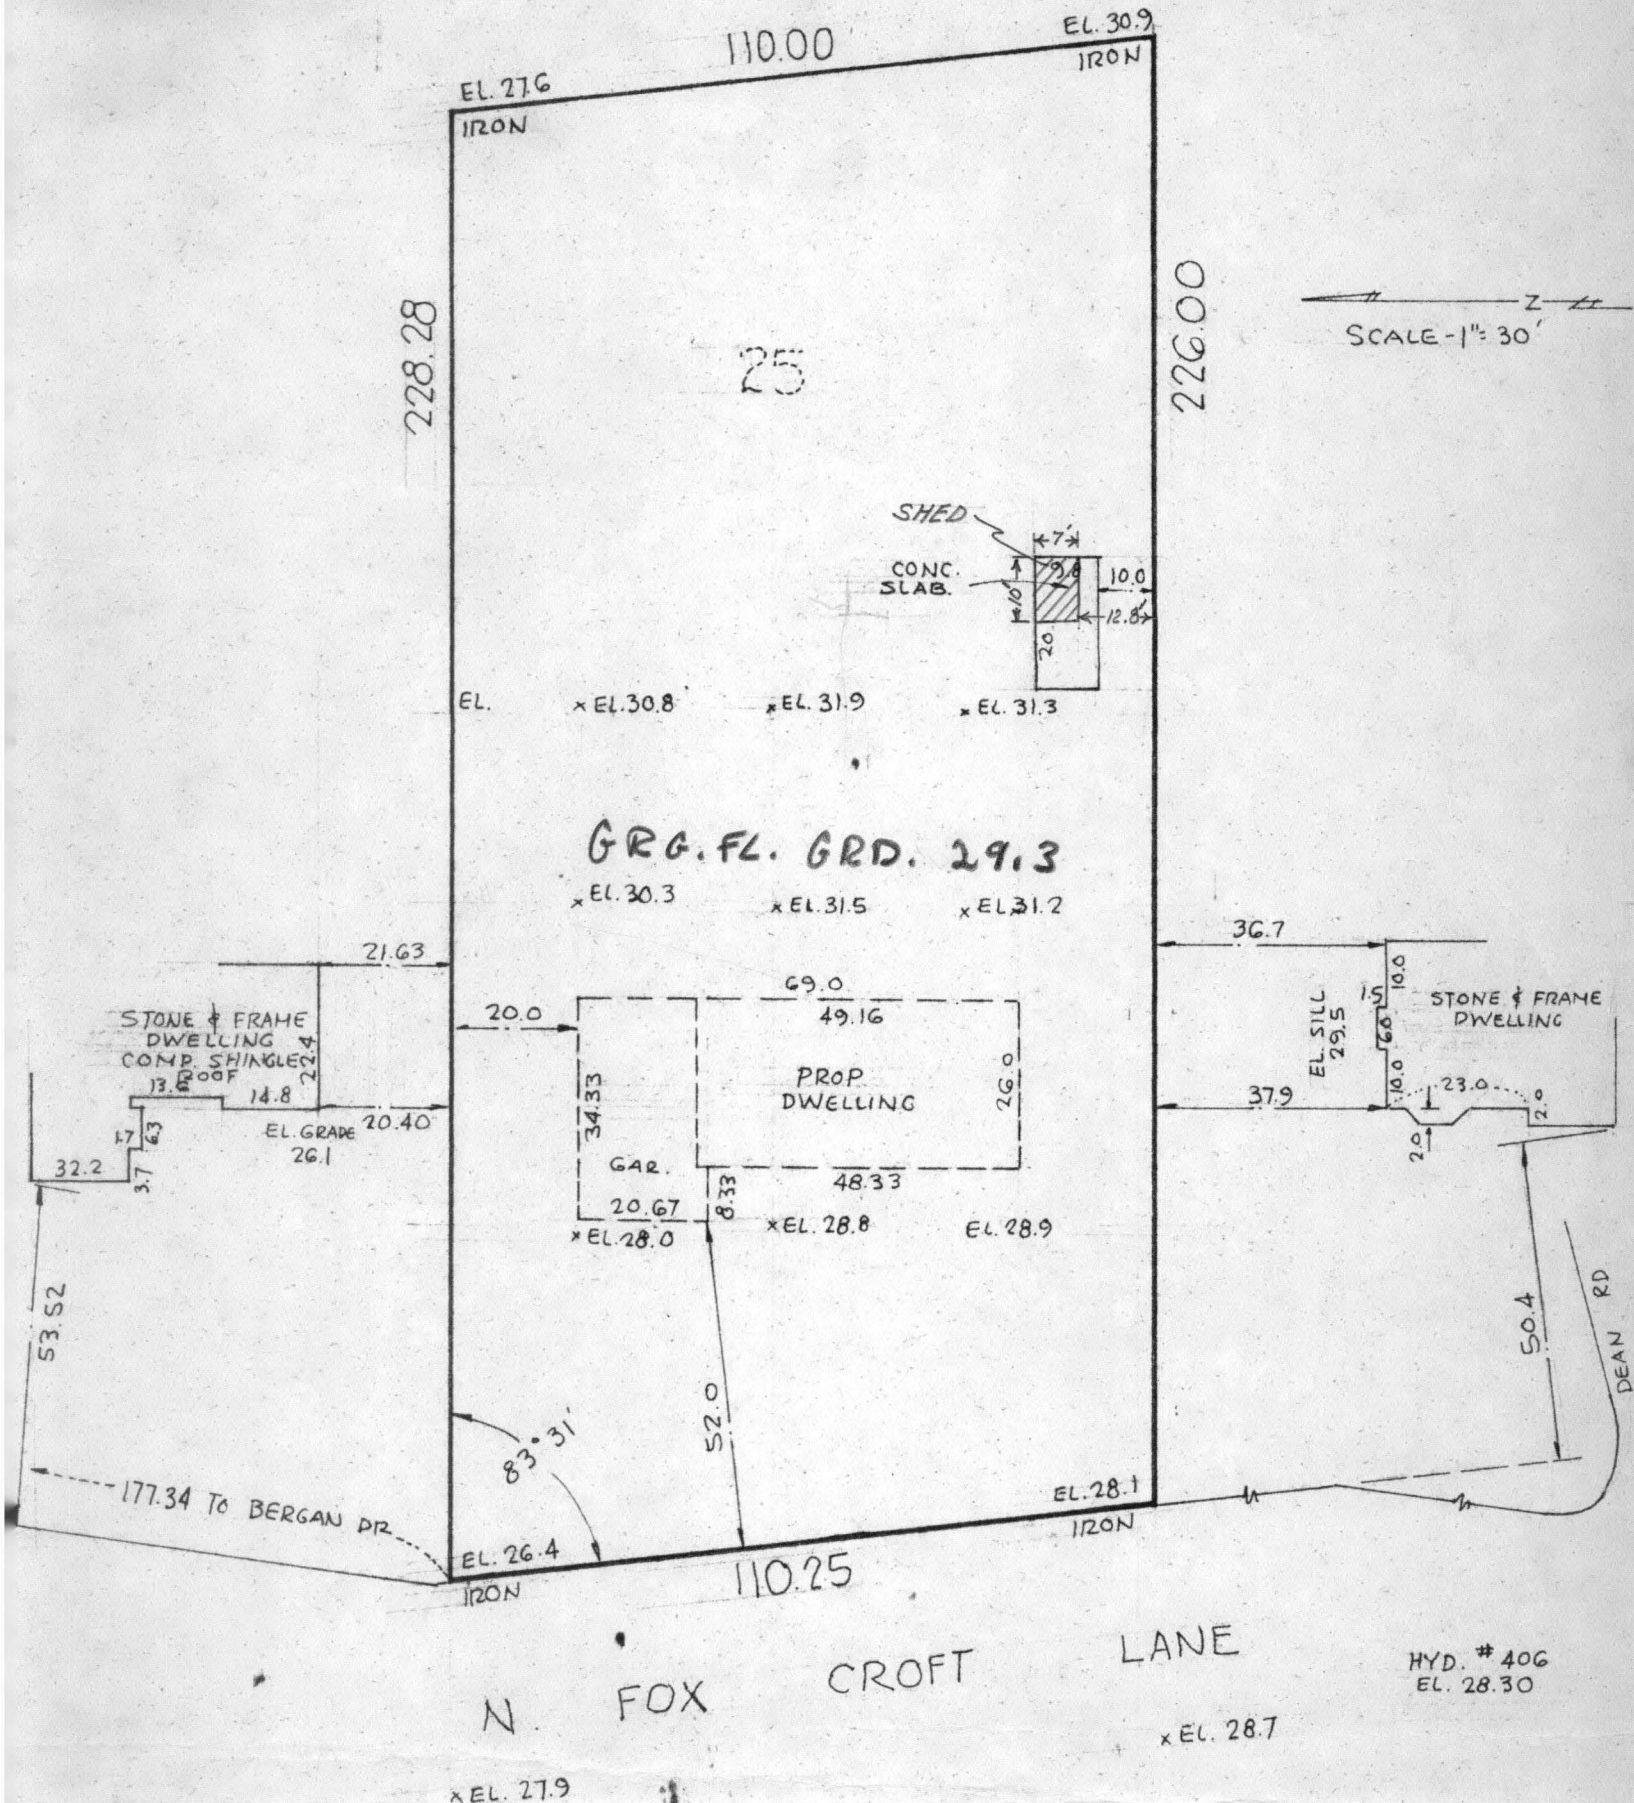 110.00
EL. 30.9
IRON
EL. 27.6
IRON
228.28
226.00
Z
SCALE - 1" = 30'
25
SHED
7'
CONC.
SLAB.
9.8
10'
10.0
12.8'
20
EL.
x EL. 30.8
x EL. 31.9
x EL. 31.3
GRG. FL. GRD. 29.3
x EL. 30.3
x EL. 31.5
x EL. 31.2
21.63
36.7
STONE & FRAME
DWELLING
COMP. SHINGLE
ROOF
22.4
14.8
20.40
EL. GRADE
26.1
1.7
6.3
32.2
3.7
53.52
20.0
69.0
49.16
34.33
PROP.
DWELLING
26.0
GAR.
20.67
8.33
48.33
x EL. 28.0
x EL. 28.8
EL. 28.9
EL. SILL
29.5
1.5
10.0
6.0
10.0
STONE & FRAME
DWELLING
37.9
23.0
2.0
2.0
50.4
DEAN RD
52.0
83° 31'
177.34 TO BERGAN DR.
EL. 28.1
IRON
EL. 26.4
IRON
110.25
N. FOX CROFT LANE
HYD. # 406
EL. 28.30
x EL. 28.7
x EL. 27.9